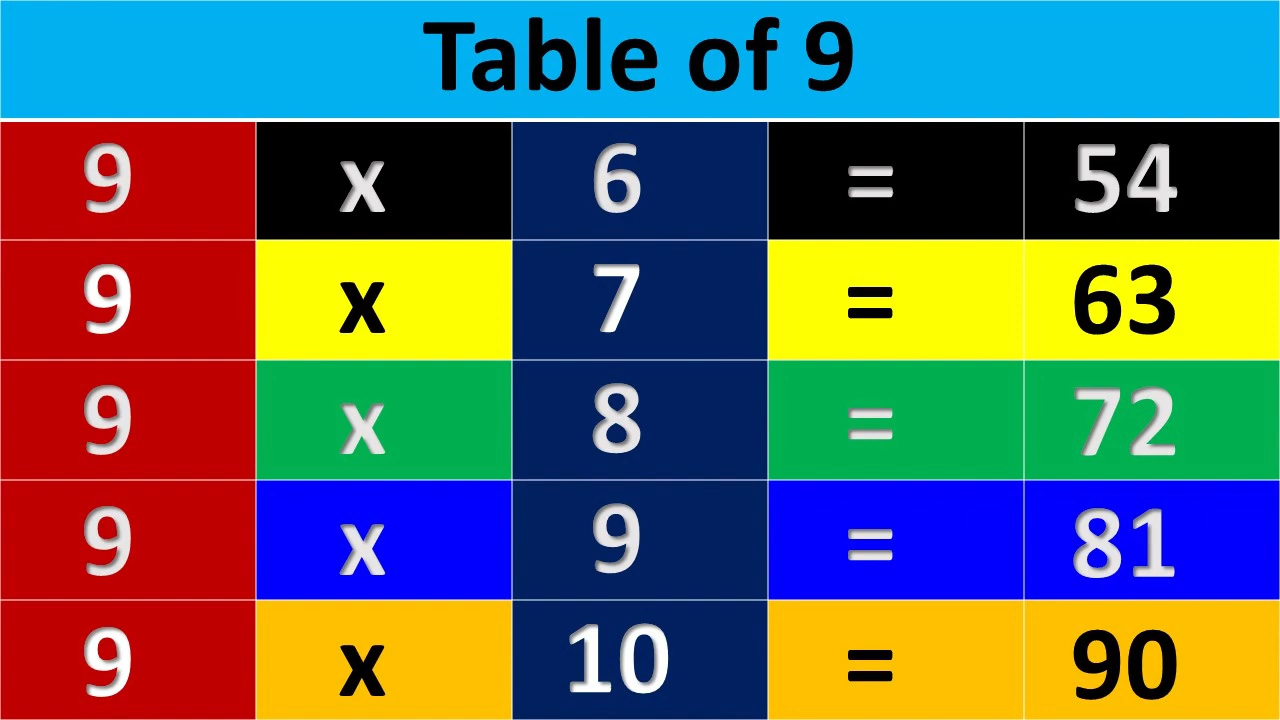 Table of 9
9 x 6 = 54
9 x 7 = 63
9 x 8 = 72
9 x 9 = 81
9 x 10 = 90